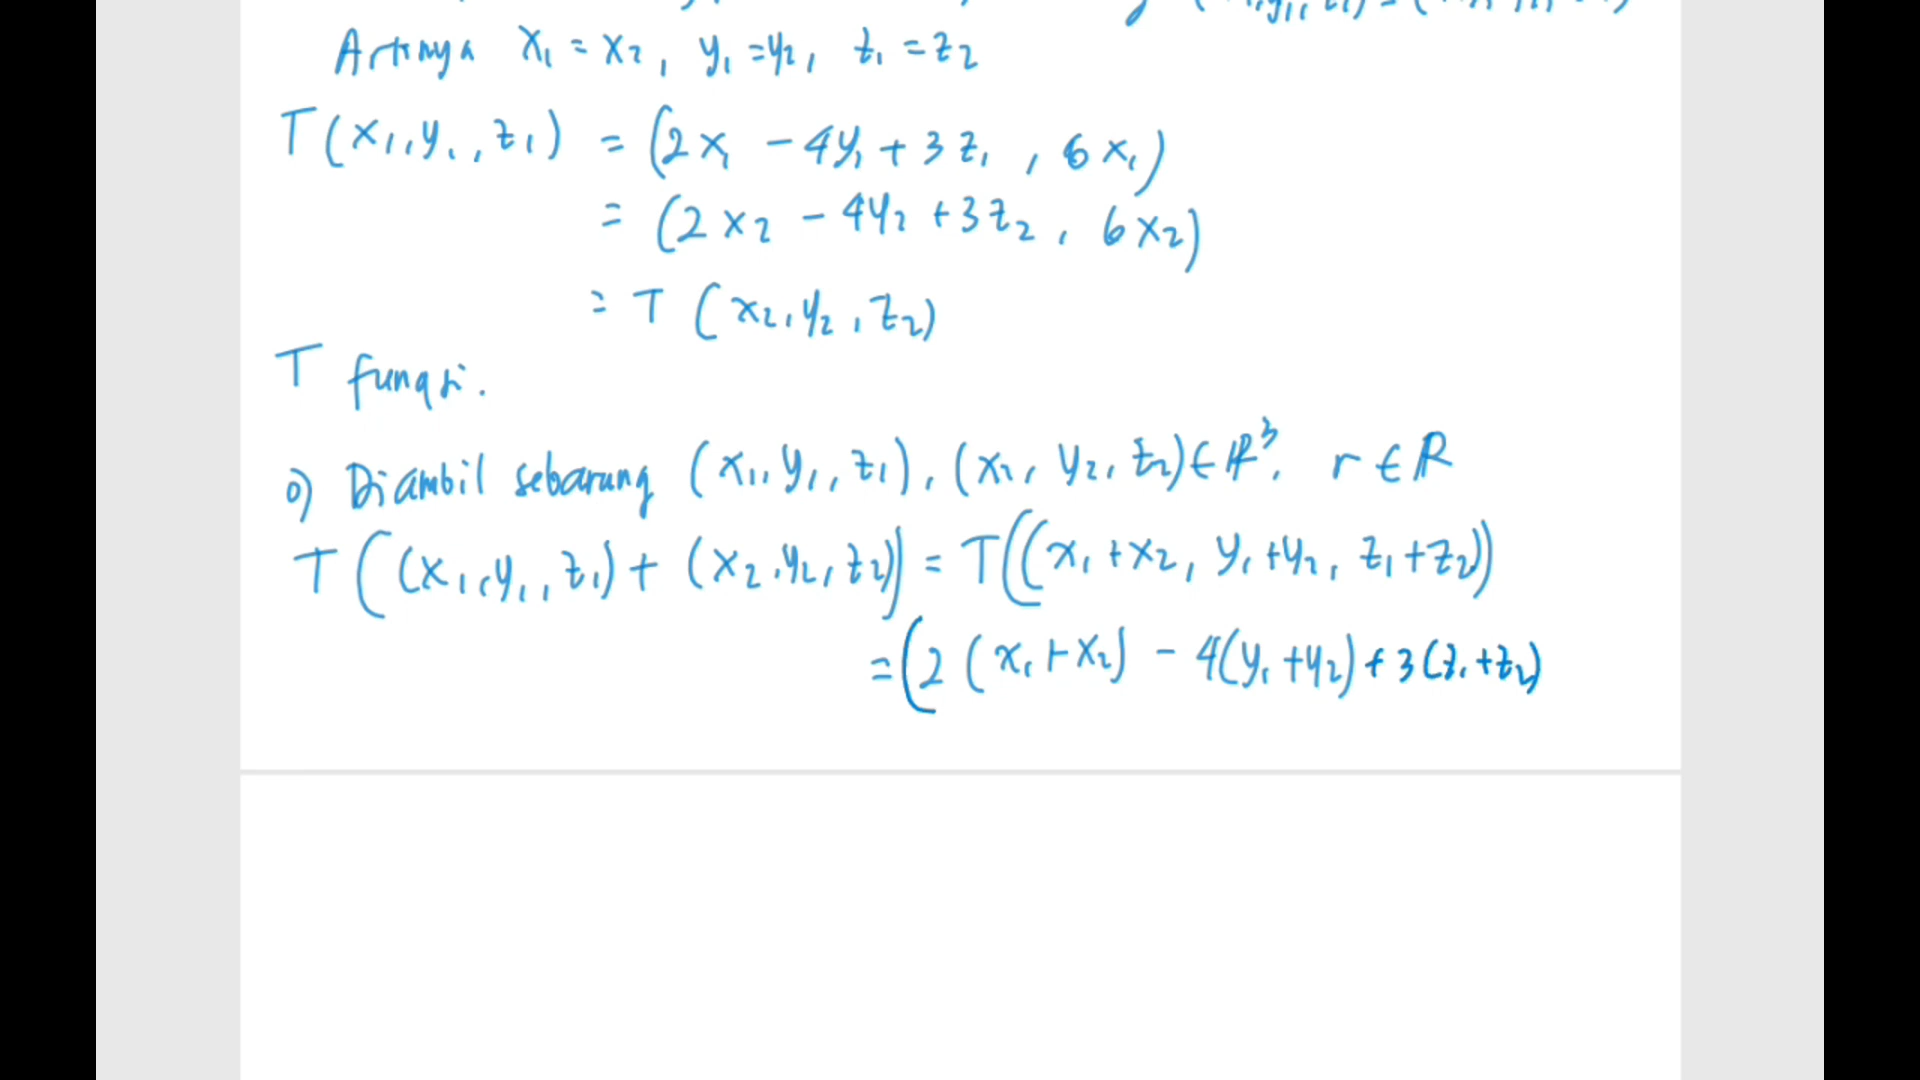 Artinya x₁ = x₂, y₁ = y₂, z₁ = z₂
T(x₁, y₁, z₁) = (2x₁ - 4y₁ + 3z₁, 6x₁)
= (2x₂ - 4y₂ + 3z₂, 6x₂)
= T(x₂, y₂, z₂)
T fungsi.
o) Diambil sebarang (x₁, y₁, z₁), (x₂, y₂, z₂) ∈ ℝ³, r ∈ ℝ
T((x₁, y₁, z₁) + (x₂, y₂, z₂)) = T((x₁ + x₂, y₁ + y₂, z₁ + z₂))
= (2(x₁ + x₂) - 4(y₁ + y₂) + 3(z₁ + z₂)